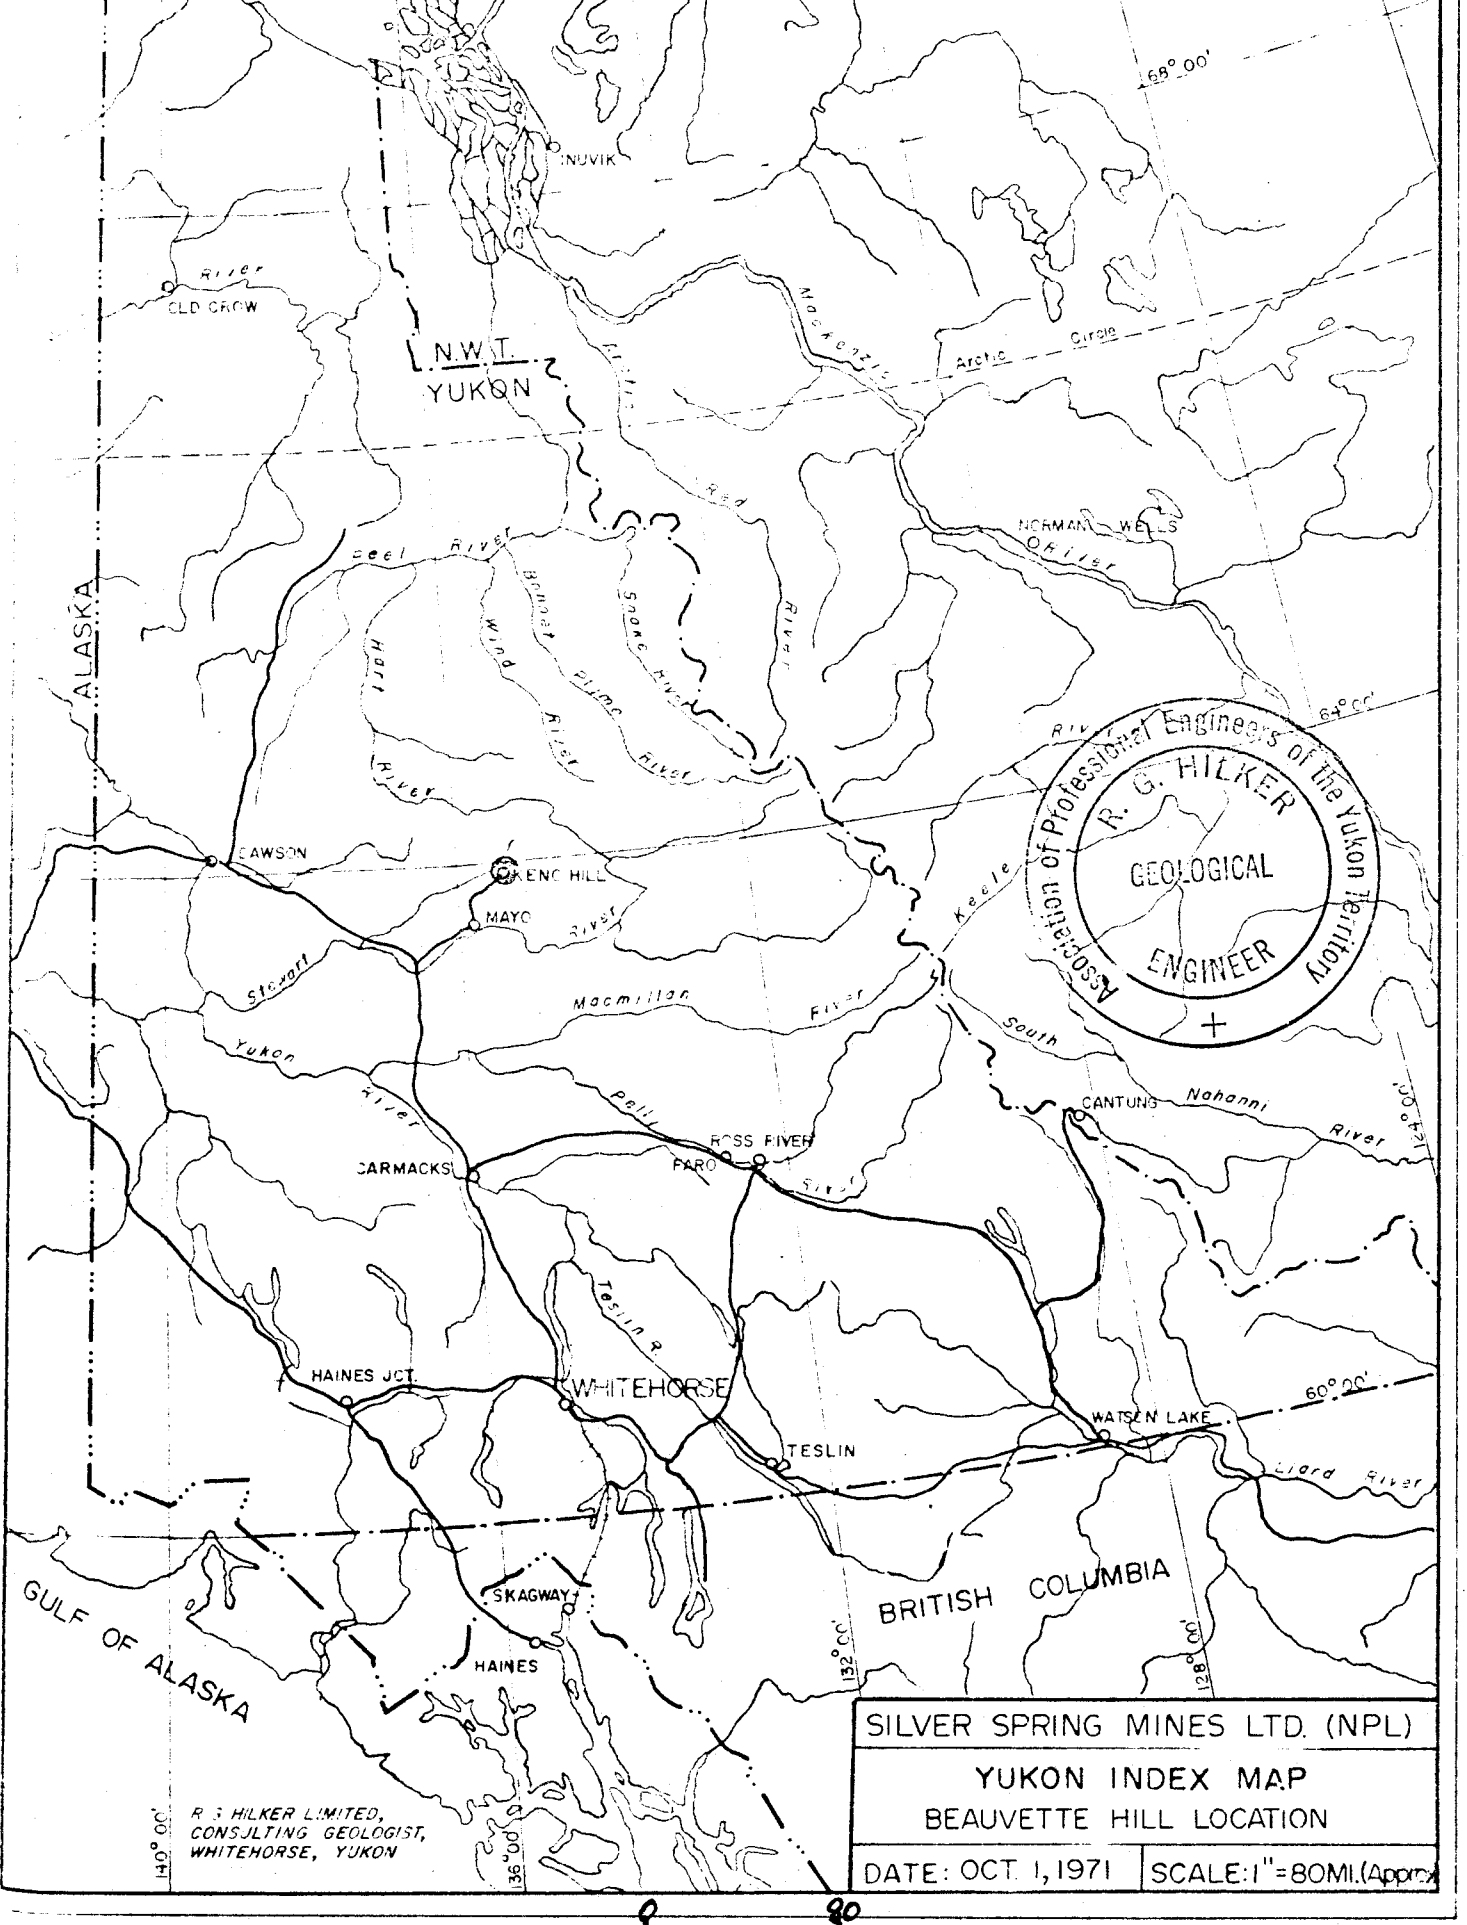 68° 00'
INUVIK
River
OLD CROW
Mackenzie
N.W.T.
YUKON
Arctic Circle
Arctic
Red
NORMAN WELLS
River
Peel River
ALASKA
Hart
Wind
Bonnet
Snake River
River
Plume
River
River
River
64° 00'
River
Association of Professional Engineers of the Yukon Territory
R. G. HILKER
GEOLOGICAL
ENGINEER
DAWSON
KENO HILL
MAYO
River
Keele
Stewart
Macmillan River
South
Nahanni
River
Yukon
River
Pelly
CANTUNG
124° 00'
ROSS RIVER
FARO
CARMACKS
River
Teslin R.
HAINES JCT.
WHITEHORSE
60° 00'
WATSEN LAKE
TESLIN
Liard River
GULF OF ALASKA
SKAGWAY
HAINES
BRITISH COLUMBIA
132° 00'
128° 00'
140° 00'
136° 00'
R G HILKER LIMITED,
CONSULTING GEOLOGIST,
WHITEHORSE, YUKON
SILVER SPRING MINES LTD. (NPL)
YUKON INDEX MAP
BEAUVETTE HILL LOCATION
DATE: OCT. 1, 1971
SCALE: 1"=80MI.(Approx
0 80